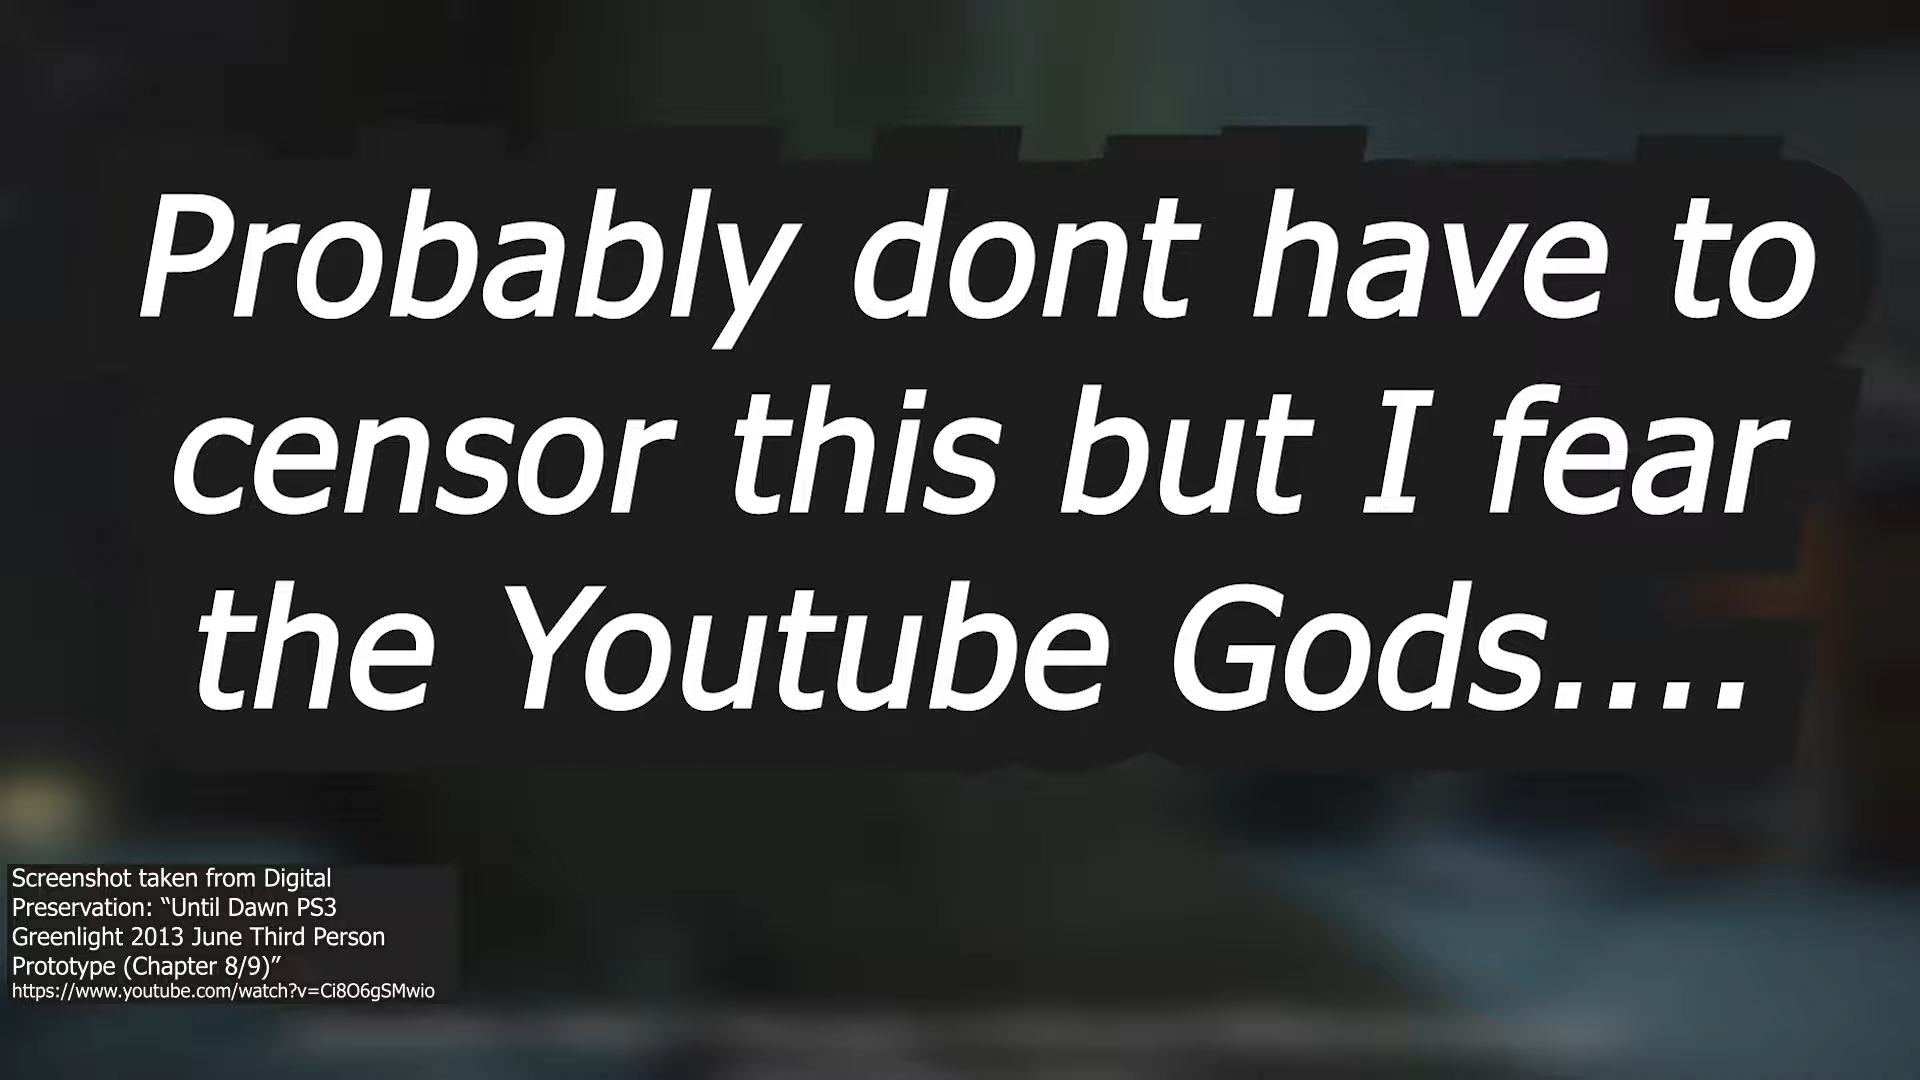 Probably dont have to
censor this but I fear
the Youtube Gods....
Screenshot taken from Digital
Preservation: “Until Dawn PS3
Greenlight 2013 June Third Person
Prototype (Chapter 8/9)”
https://www.youtube.com/watch?v=Ci8O6gSMwio